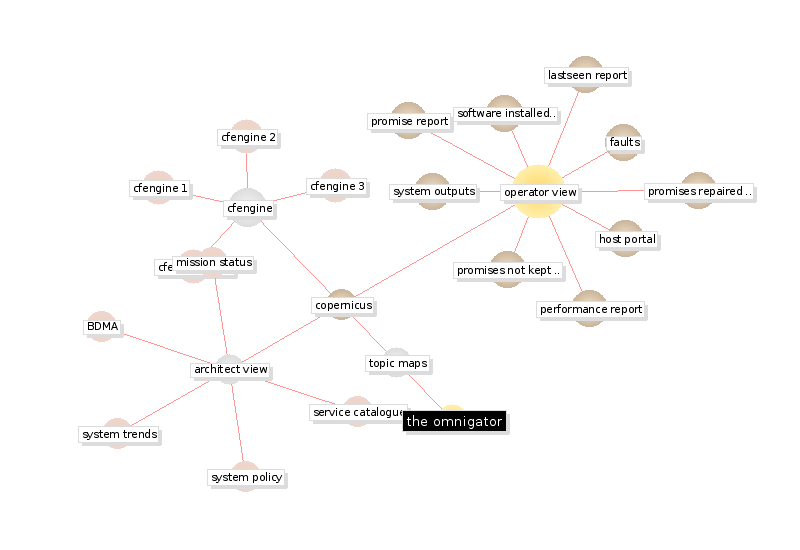 lastseen report
software installed..
promise report
cfengine 2
faults
cfengine 1
cfengine 3
system outputs
operator view
promises repaired ..
cfengine
host portal
mission status
promises not kept ..
copernicus
performance report
BDMA
topic maps
architect view
service catalogue
the omnigator
system trends
system policy